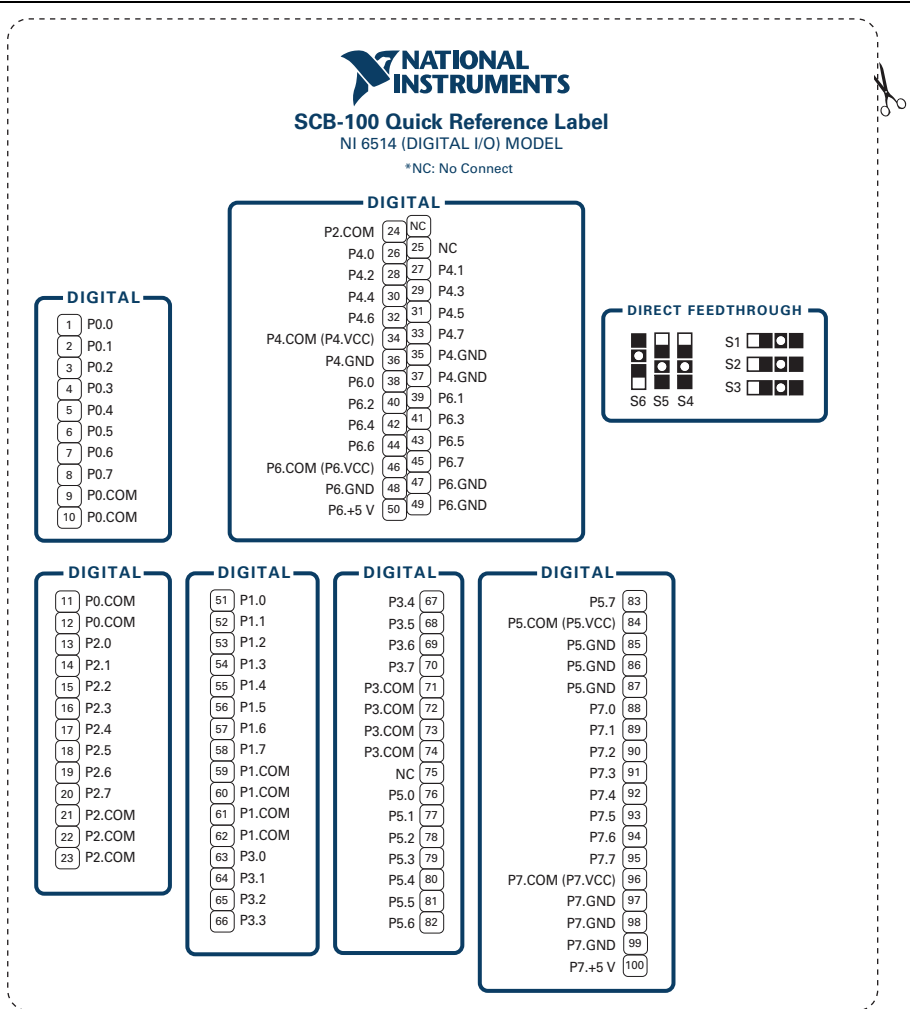 NATIONAL
INSTRUMENTS
SCB-100 Quick Reference Label
NI 6514 (DIGITAL I/O) MODEL
*NC: No Connect
DIGITAL
P2.COM 24 NC
P4.0 26 25 NC
P4.2 28 27 P4.1
P4.4 30 29 P4.3
P4.6 32 31 P4.5
P4.COM (P4.VCC) 34 33 P4.7
P4.GND 36 35 P4.GND
P6.0 38 37 P4.GND
P6.2 40 39 P6.1
P6.4 42 41 P6.3
P6.6 44 43 P6.5
P6.COM (P6.VCC) 46 45 P6.7
P6.GND 48 47 P6.GND
P6.+5 V 50 49 P6.GND
DIGITAL
1 P0.0
2 P0.1
3 P0.2
4 P0.3
5 P0.4
6 P0.5
7 P0.6
8 P0.7
9 P0.COM
10 P0.COM
DIRECT FEEDTHROUGH
S1
S2
S3
S6 S5 S4
DIGITAL
11 P0.COM
12 P0.COM
13 P2.0
14 P2.1
15 P2.2
16 P2.3
17 P2.4
18 P2.5
19 P2.6
20 P2.7
21 P2.COM
22 P2.COM
23 P2.COM
DIGITAL
51 P1.0
52 P1.1
53 P1.2
54 P1.3
55 P1.4
56 P1.5
57 P1.6
58 P1.7
59 P1.COM
60 P1.COM
61 P1.COM
62 P1.COM
63 P3.0
64 P3.1
65 P3.2
66 P3.3
DIGITAL
P3.4 67
P3.5 68
P3.6 69
P3.7 70
P3.COM 71
P3.COM 72
P3.COM 73
P3.COM 74
NC 75
P5.0 76
P5.1 77
P5.2 78
P5.3 79
P5.4 80
P5.5 81
P5.6 82
DIGITAL
P5.7 83
P5.COM (P5.VCC) 84
P5.GND 85
P5.GND 86
P5.GND 87
P7.0 88
P7.1 89
P7.2 90
P7.3 91
P7.4 92
P7.5 93
P7.6 94
P7.7 95
P7.COM (P7.VCC) 96
P7.GND 97
P7.GND 98
P7.GND 99
P7.+5 V 100